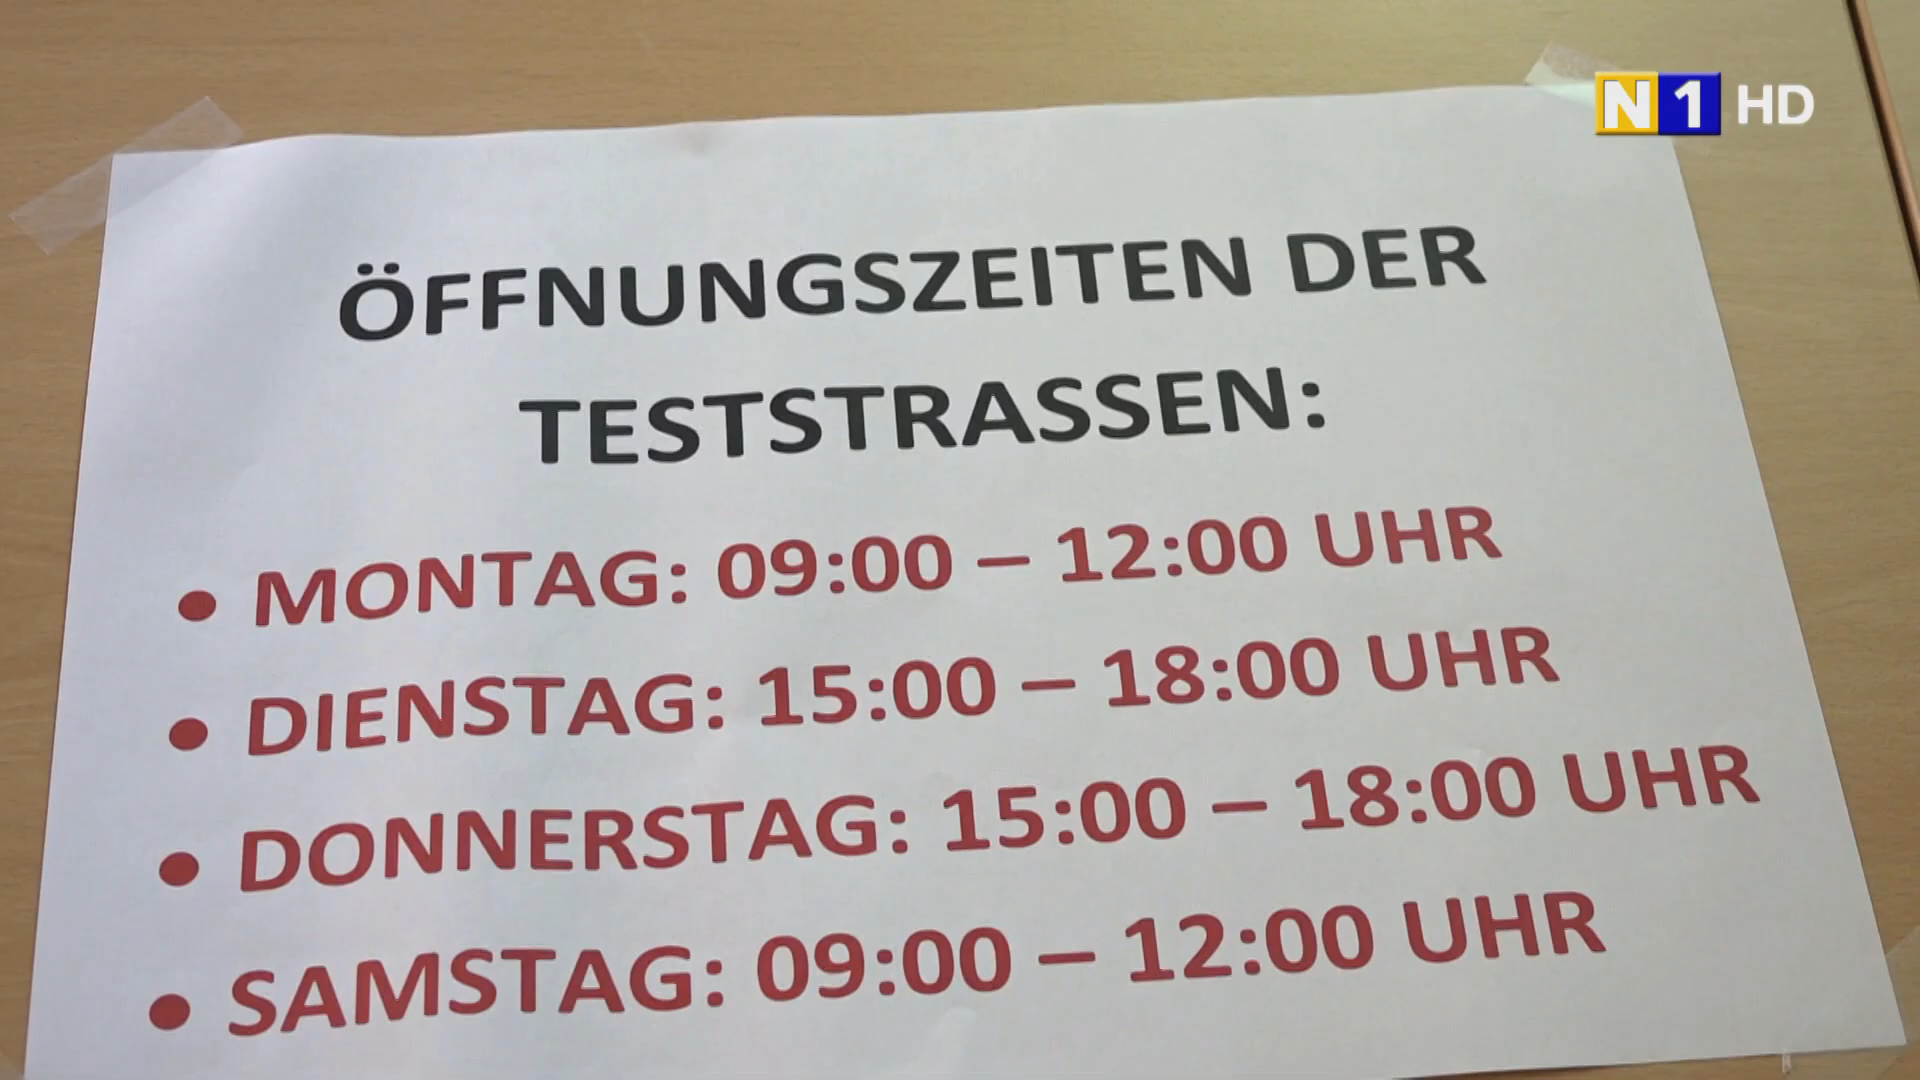 N1 HD
ÖFFNUNGSZEITEN DER
TESTSTRASSEN:
• MONTAG: 09:00 – 12:00 UHR
• DIENSTAG: 15:00 – 18:00 UHR
• DONNERSTAG: 15:00 – 18:00 UHR
• SAMSTAG: 09:00 – 12:00 UHR